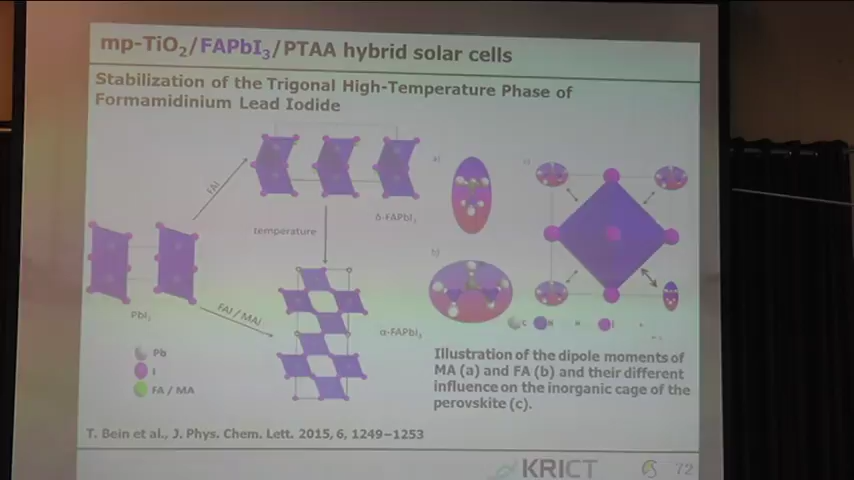 mp-TiO2/FAPbI3/PTAA hybrid solar cells
Stabilization of the Trigonal High-Temperature Phase of
Formamidinium Lead Iodide
FAI
temperature
δ-FAPbI3
PbI2
FAI / MAI
α-FAPbI3
Pb
I
FA / MA
a)
b)
c)
C N H I
Illustration of the dipole moments of
MA (a) and FA (b) and their different
influence on the inorganic cage of the
perovskite (c).
T. Bein et al., J. Phys. Chem. Lett. 2015, 6, 1249−1253
KRICT
72